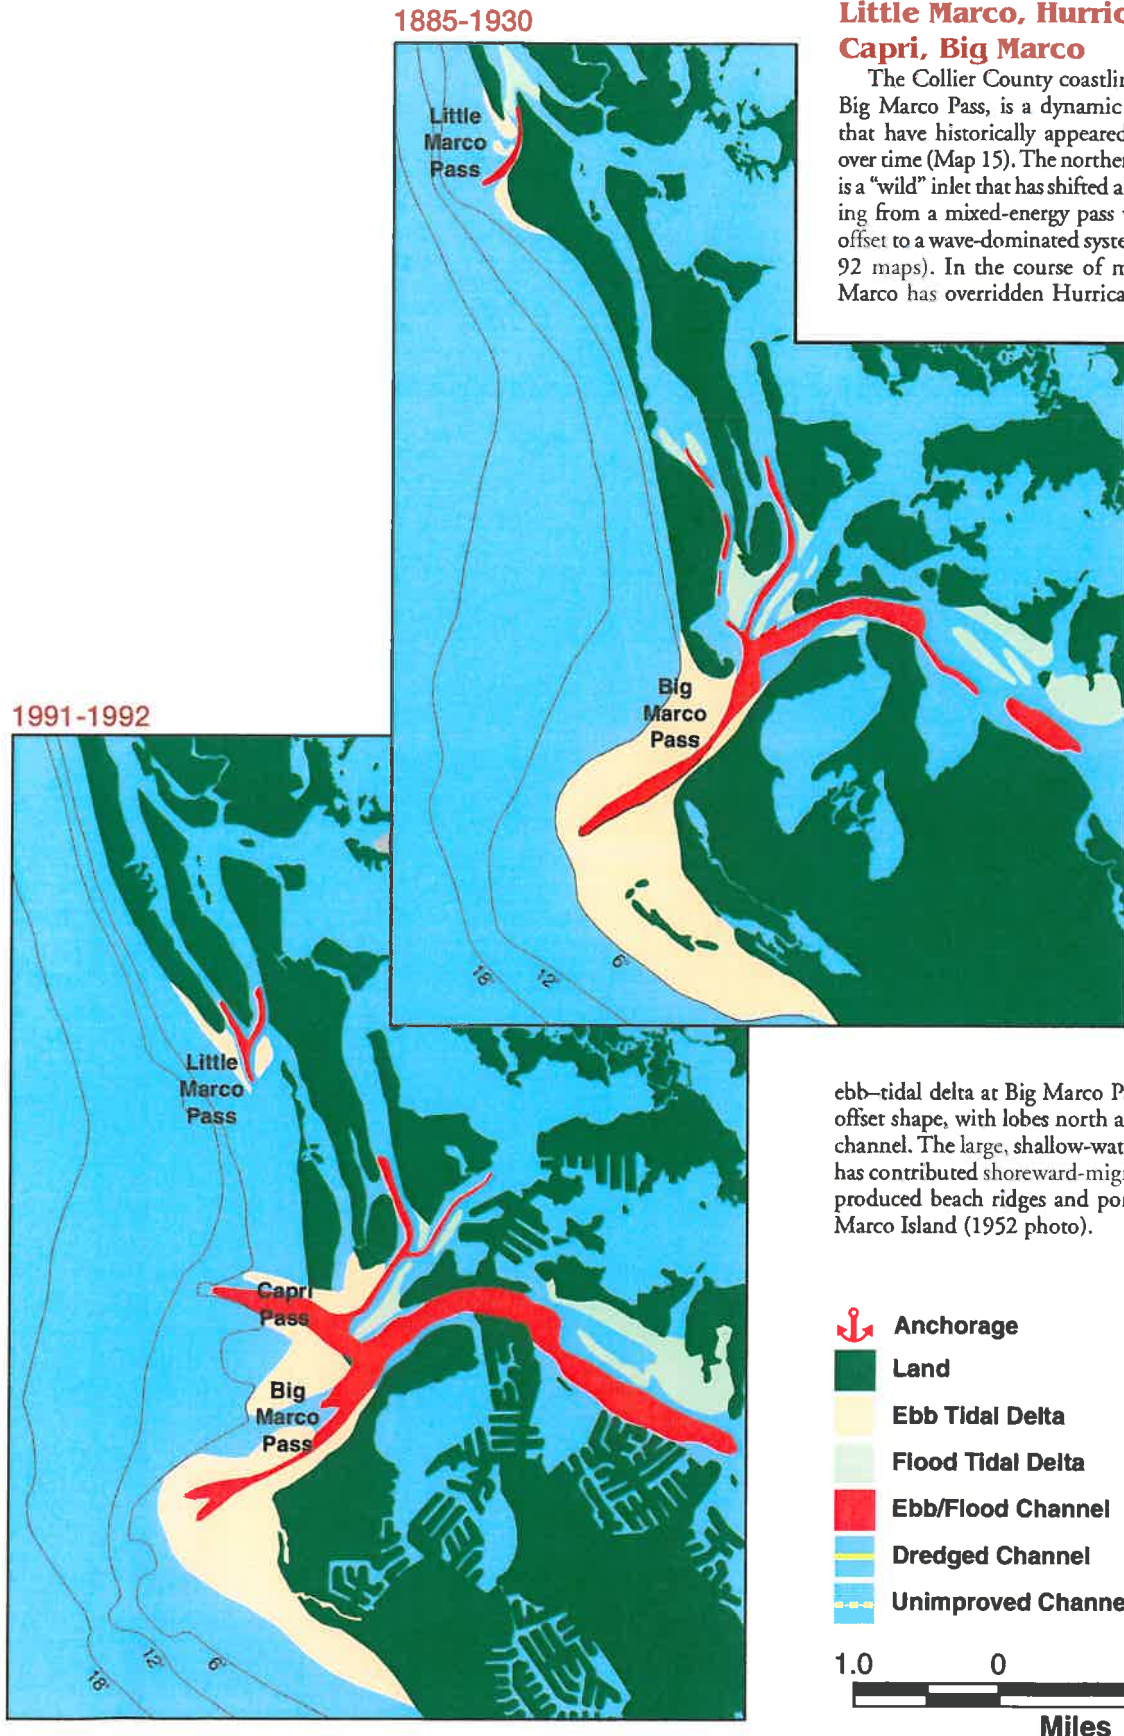 1885-1930
Little Marco, Hurric
Capri, Big Marco
The Collier County coastlin
Big Marco Pass, is a dynamic
that have historically appeared
over time (Map 15). The norther
is a “wild” inlet that has shifted a
ing from a mixed-energy pass
offset to a wave-dominated syste
92 maps). In the course of m
Marco has overridden Hurrica
Little
Marco
Pass
Big
Marco
Pass
18'
12'
6'
1991-1992
Little
Marco
Pass
Capri
Pass
Big
Marco
Pass
18'
12'
6'
ebb–tidal delta at Big Marco P
offset shape, with lobes north a
channel. The large, shallow-wat
has contributed shoreward-mig
produced beach ridges and po
Marco Island (1952 photo).
Anchorage
Land
Ebb Tidal Delta
Flood Tidal Delta
Ebb/Flood Channel
Dredged Channel
Unimproved Channe
1.0 0
Miles